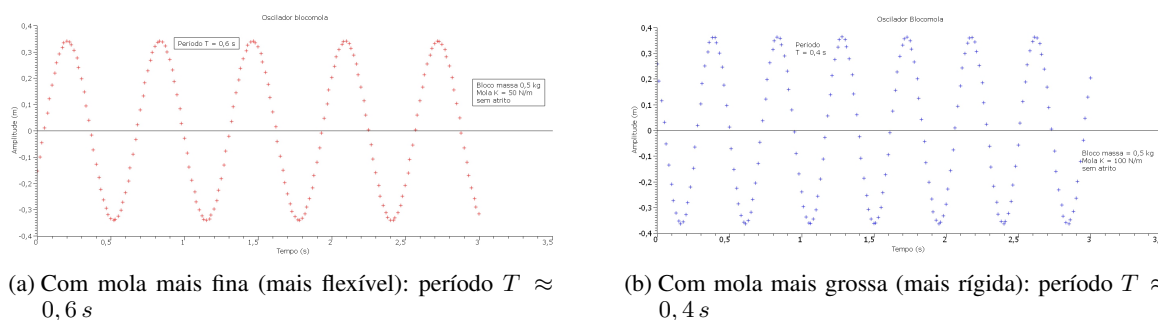 Oscilador blocomola
0,4
0,3
0,2
0,1
0
-0,1
-0,2
-0,3
-0,4
Amplitude (m)
Periodo T = 0,6 s
Bloco massa 0,5 kg
Mola K = 50 N/m
sem atrito
0
0,5
1
1,5
2
2,5
3
3,5
Tempo (s)
(a) Com mola mais fina (mais flexível): período T ≈
0, 6 s
Oscilador Blocomola
0,4
0,3
0,2
0,1
0
-0,1
-0,2
-0,3
-0,4
Amplitude (m)
Periodo
T = 0,4 s
Bloco massa = 0,5 kg
Mola K = 100 N/m
sem atrito
0
0,5
1
1,5
2
2,5
3
3,5
Tempo (s)
(b) Com mola mais grossa (mais rígida): período T ≈
0, 4 s